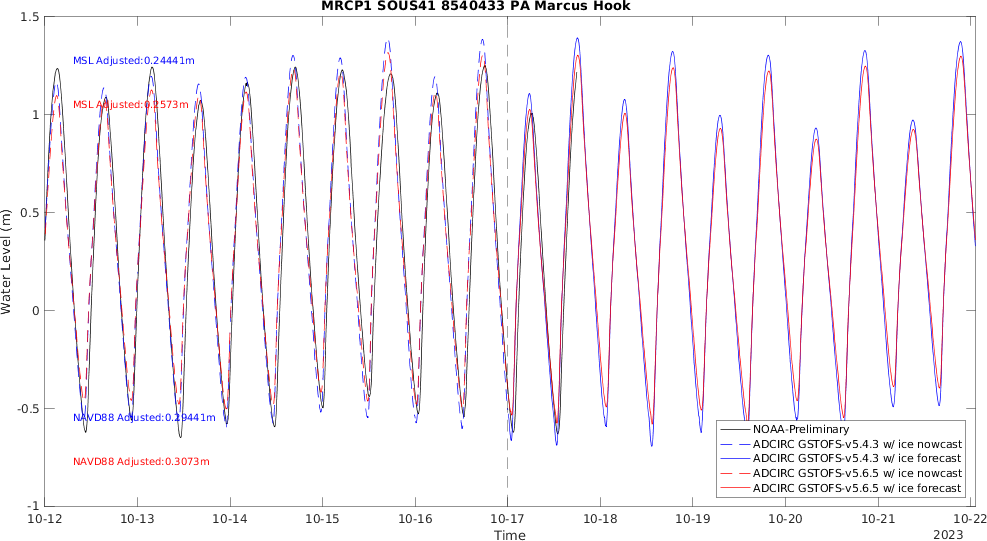 MRCP1 SOUS41 8540433 PA Marcus Hook
1.5
1
0.5
0
-0.5
-1
Water Level (m)
MSL Adjusted:0.24441m
MSL Adjusted:0.2573m
NAVD88 Adjusted:0.29441m
NAVD88 Adjusted:0.3073m
NOAA-Preliminary
ADCIRC GSTOFS-v5.4.3 w/ ice nowcast
ADCIRC GSTOFS-v5.4.3 w/ ice forecast
ADCIRC GSTOFS-v5.6.5 w/ ice nowcast
ADCIRC GSTOFS-v5.6.5 w/ ice forecast
10-12 10-13 10-14 10-15 10-16 10-17 10-18 10-19 10-20 10-21 10-22
Time
2023